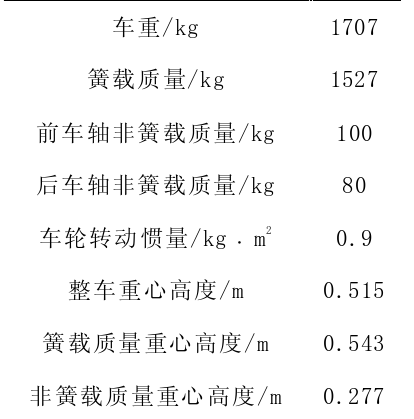 车重/kg 1707
簧载质量/kg 1527
前车轴非簧载质量/kg 100
后车轴非簧载质量/kg 80
车轮转动惯量/kg．m² 0.9
整车重心高度/m 0.515
簧载质量重心高度/m 0.543
非簧载质量重心高度/m 0.277